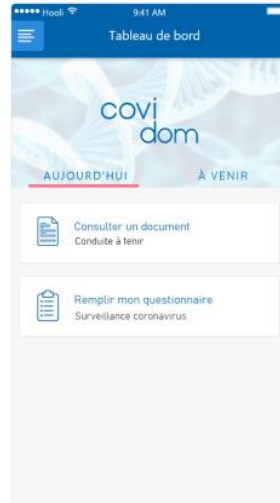 Hooli 9:41 AM
Tableau de bord
covi
dom
AUJOURD'HUI À VENIR
Consulter un document
Conduite à tenir
Remplir mon questionnaire
Surveillance coronavirus